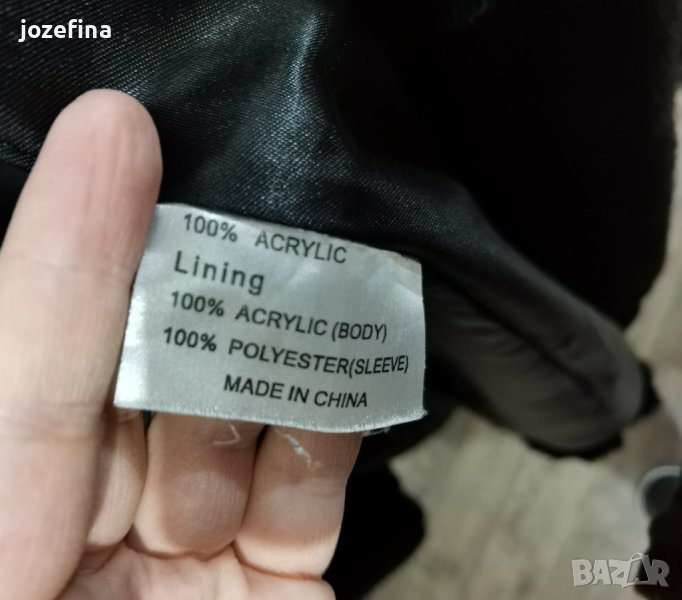 jozefina
100% ACRYLIC
Lining
100% ACRYLIC (BODY)
100% POLYESTER(SLEEVE)
MADE IN CHINA
BAZAR